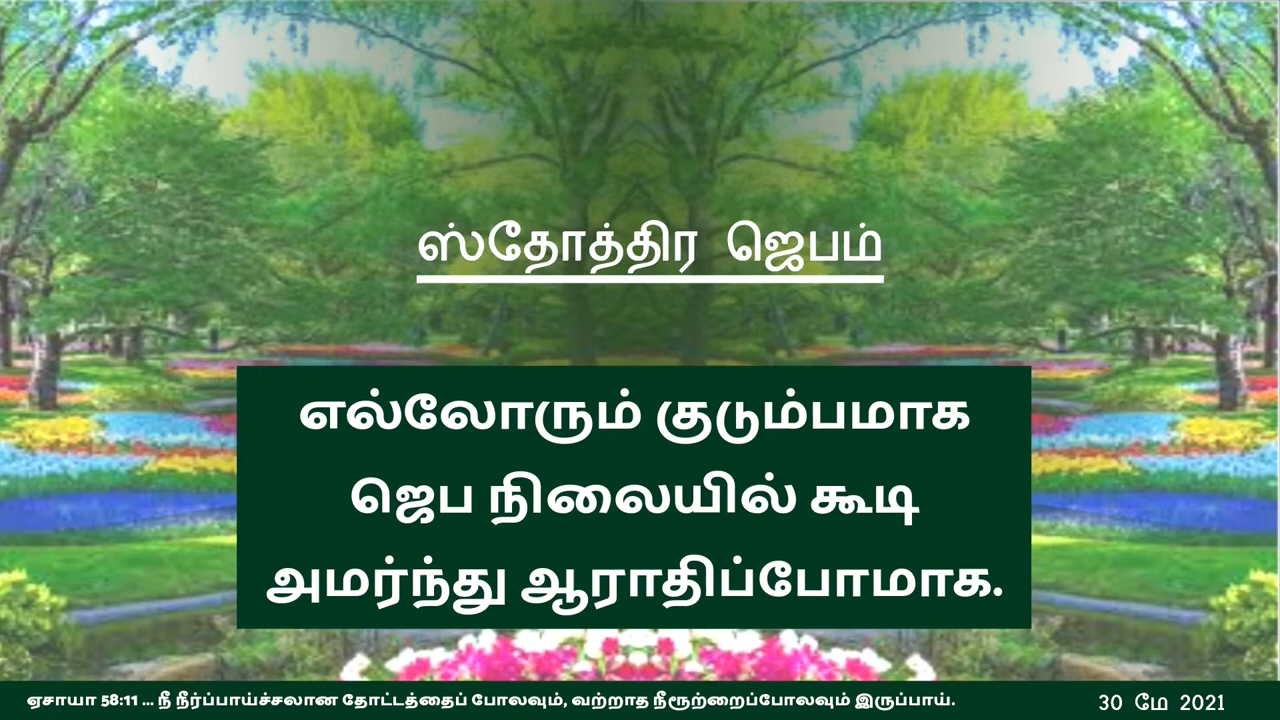 ஸ்தோத்திர ஜெபம்
எல்லோரும் குடும்பமாக
ஜெப நிலையில் கூடி
அமர்ந்து ஆராதிப்போமாக.
ஏசாயா 58:11 ... நீ நீர்ப்பாய்ச்சலான தோட்டத்தைப் போலவும், வற்றாத நீரூற்றைப்போலவும் இருப்பாய்.
30 மே 2021